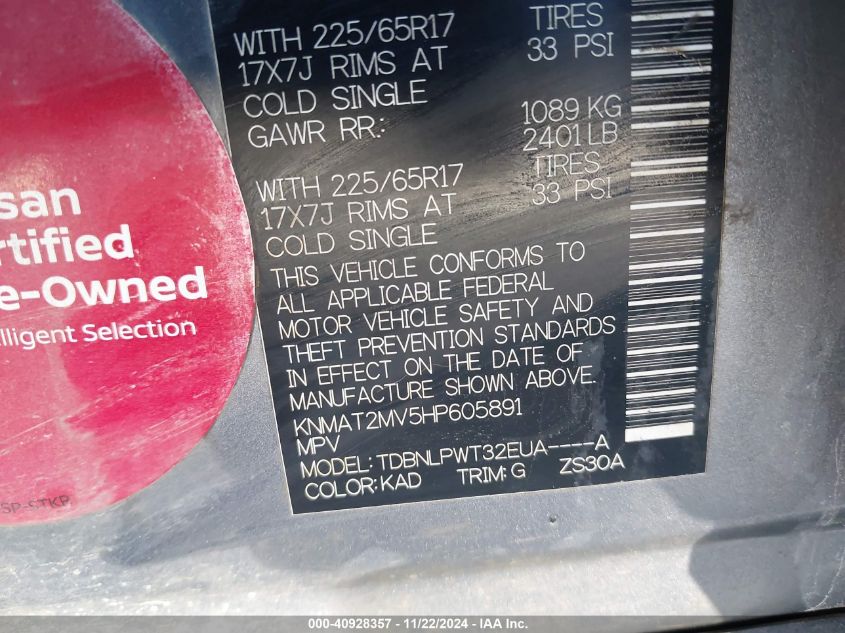 WITH 225/65R17 TIRES
17X7J RIMS AT 33 PSI
COLD SINGLE
GAWR RR: 1089 KG
2401LB
WITH 225/65R17 TIRES
17X7J RIMS AT 33 PSI
COLD SINGLE
THIS VEHICLE CONFORMS TO
ALL APPLICABLE FEDERAL
MOTOR VEHICLE SAFETY AND
THEFT PREVENTION STANDARDS
IN EFFECT ON THE DATE OF
MANUFACTURE SHOWN ABOVE.
KNMAT2MV5HP605891
MPV
MODEL: TDBNLPWT32EUA----A
COLOR: KAD TRIM: G ZS30A
san
rtified
e-Owned
lligent Selection
SP-STKP
000-40928357 - 11/22/2024 - IAA Inc.